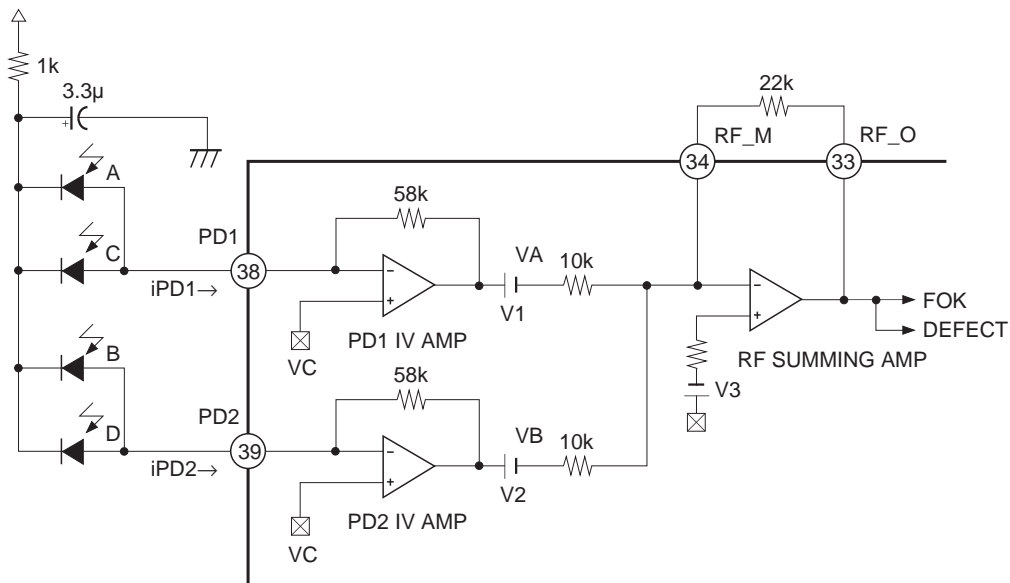 1k
3.3µ
+
22k
RF_M
RF_O
34
33
A
58k
PD1
C
VA
10k
38
iPD1→
−
+
V1
−
+
FOK
DEFECT
VC
PD1 IV AMP
RF SUMMING AMP
B
58k
V3
PD2
D
VB
10k
39
iPD2→
−
+
V2
VC
PD2 IV AMP